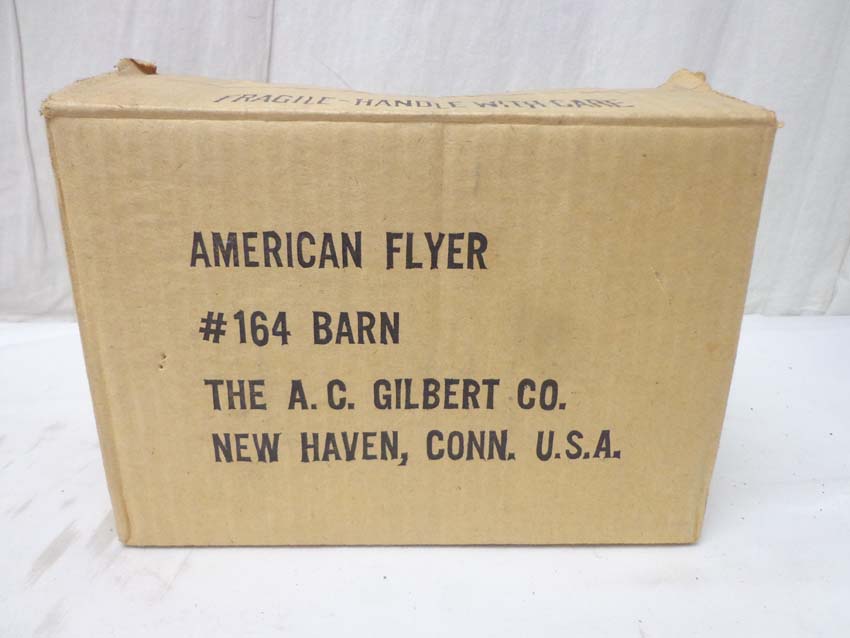 FRAGILE-HANDLE WITH CARE
AMERICAN FLYER
#164 BARN
THE A.C. GILBERT CO.
NEW HAVEN, CONN. U.S.A.